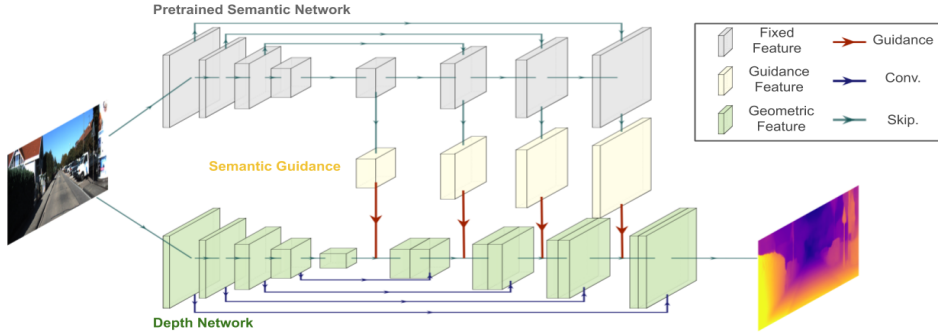 Pretrained Semantic Network
Fixed
Feature
Guidance
Guidance
Feature
Conv.
Geometric
Feature
Skip.
Semantic Guidance
Depth Network